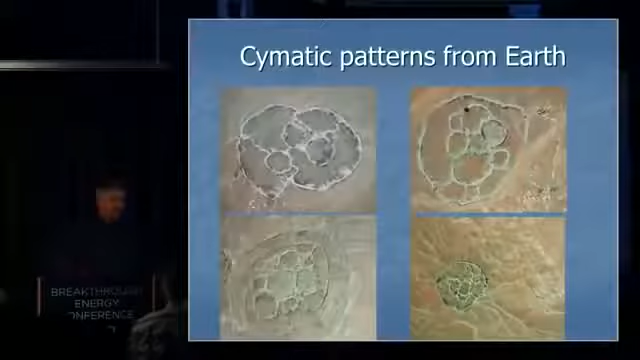 Cymatic patterns from Earth
BREAKTHROUGH
ENERGY
CONFERENCE